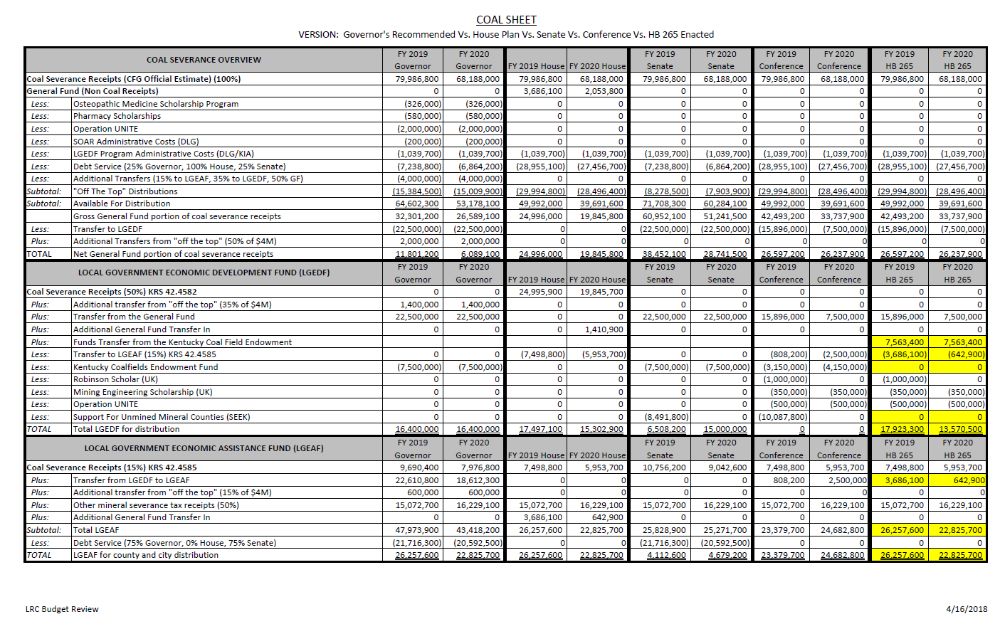 COAL SHEET
VERSION: Governor's Recommended Vs. House Plan Vs. Senate Vs. Conference Vs. HB 265 Enacted
COAL SEVERANCE OVERVIEW FY 2019 Governor FY 2020 Governor FY 2019 House FY 2020 House FY 2019 Senate FY 2020 Senate FY 2019 Conference FY 2020 Conference FY 2019 HB 265 FY 2020 HB 265
Coal Severance Receipts (CFG Official Estimate) (100%) 79,986,800 68,188,000 79,986,800 68,188,000 79,986,800 68,188,000 79,986,800 68,188,000 79,986,800 68,188,000
General Fund (Non Coal Receipts) 0 0 3,686,100 2,053,800 0 0 0 0 0 0
Less: Osteopathic Medicine Scholarship Program (326,000) (326,000) 0 0 0 0 0 0 0 0
Less: Pharmacy Scholarships (580,000) (580,000) 0 0 0 0 0 0 0 0
Less: Operation UNITE (2,000,000) (2,000,000) 0 0 0 0 0 0 0 0
Less: SOAR Administrative Costs (DLG) (200,000) (200,000) 0 0 0 0 0 0 0 0
Less: LGEDF Program Administrative Costs (DLG/KIA) (1,039,700) (1,039,700) (1,039,700) (1,039,700) (1,039,700) (1,039,700) (1,039,700) (1,039,700) (1,039,700) (1,039,700)
Less: Debt Service (25% Governor, 100% House, 25% Senate) (7,238,800) (6,864,200) (28,955,100) (27,456,700) (7,238,800) (6,864,200) (28,955,100) (27,456,700) (28,955,100) (27,456,700)
Less: Additional Transfers (15% to LGEAF, 35% to LGEDF, 50% GF) (4,000,000) (4,000,000) 0 0 0 0 0 0 0 0
Subtotal: "Off The Top" Distributions (15,384,500) (15,009,900) (29,994,800) (28,496,400) (8,278,500) (7,903,900) (29,994,800) (28,496,400) (29,994,800) (28,496,400)
Subtotal: Available For Distribution 64,602,300 53,178,100 49,992,000 39,691,600 71,708,300 60,284,100 49,992,000 39,691,600 49,992,000 39,691,600
Gross General Fund portion of coal severance receipts 32,301,200 26,589,100 24,996,000 19,845,800 60,952,100 51,241,500 42,493,200 33,737,900 42,493,200 33,737,900
Less: Transfer to LGEDF (22,500,000) (22,500,000) 0 0 (22,500,000) (22,500,000) (15,896,000) (7,500,000) (15,896,000) (7,500,000)
Plus: Additional Transfers from "off the top" (50% of $4M) 2,000,000 2,000,000 0 0 0 0 0 0 0 0
TOTAL Net General Fund portion of coal severance receipts 11,801,200 6,089,100 24,996,000 19,845,800 38,452,100 28,741,500 26,597,200 26,237,900 26,597,200 26,237,900
LOCAL GOVERNMENT ECONOMIC DEVELOPMENT FUND (LGEDF) FY 2019 Governor FY 2020 Governor FY 2019 House FY 2020 House FY 2019 Senate FY 2020 Senate FY 2019 Conference FY 2020 Conference FY 2019 HB 265 FY 2020 HB 265
Coal Severance Receipts (50%) KRS 42.4582 0 0 24,995,900 19,845,700 0 0 0 0 0 0
Plus: Additional transfer from "off the top" (35% of $4M) 1,400,000 1,400,000 0 0 0 0 0 0 0 0
Plus: Transfer from the General Fund 22,500,000 22,500,000 0 0 22,500,000 22,500,000 15,896,000 7,500,000 15,896,000 7,500,000
Plus: Additional General Fund Transfer In 0 0 0 1,410,900 0 0 0 0 0 0
Plus: Funds Transfer from the Kentucky Coal Field Endowment 7,563,400 7,563,400
Less: Transfer to LGEAF (15%) KRS 42.4585 0 0 (7,498,800) (5,953,700) 0 0 (808,200) (2,500,000) (3,686,100) (642,900)
Less: Kentucky Coalfields Endowment Fund (7,500,000) (7,500,000) 0 0 (7,500,000) (7,500,000) (3,150,000) (4,150,000) 0 0
Less: Robinson Scholar (UK) 0 0 0 0 0 0 (1,000,000) 0 (1,000,000) 0
Less: Mining Engineering Scholarship (UK) 0 0 0 0 0 0 (350,000) (350,000) (350,000) (350,000)
Less: Operation UNITE 0 0 0 0 0 0 (500,000) (500,000) (500,000) (500,000)
Less: Support For Unmined Mineral Counties (SEEK) 0 0 0 0 (8,491,800) 0 (10,087,800) 0 0 0
TOTAL Total LGEDF for distribution 16,400,000 16,400,000 17,497,100 15,302,900 6,508,200 15,000,000 0 0 17,923,300 13,570,500
LOCAL GOVERNMENT ECONOMIC ASSISTANCE FUND (LGEAF) FY 2019 Governor FY 2020 Governor FY 2019 House FY 2020 House FY 2019 Senate FY 2020 Senate FY 2019 Conference FY 2020 Conference FY 2019 HB 265 FY 2020 HB 265
Coal Severance Receipts (15%) KRS 42.4585 9,690,400 7,976,800 7,498,800 5,953,700 10,756,200 9,042,600 7,498,800 5,953,700 7,498,800 5,953,700
Plus: Transfer from LGEDF to LGEAF 22,610,800 18,612,300 0 0 0 0 808,200 2,500,000 3,686,100 642,900
Plus: Additional transfer from "off the top" (15% of $4M) 600,000 600,000 0 0 0 0 0 0 0 0
Plus: Other mineral severance tax receipts (50%) 15,072,700 16,229,100 15,072,700 16,229,100 15,072,700 16,229,100 15,072,700 16,229,100 15,072,700 16,229,100
Plus: Additional General Fund Transfer In 0 0 3,686,100 642,900 0 0 0 0 0 0
Subtotal: Total LGEAF 47,973,900 43,418,200 26,257,600 22,825,700 25,828,900 25,271,700 23,379,700 24,682,800 26,257,600 22,825,700
Less: Debt Service (75% Governor, 0% House, 75% Senate) (21,716,300) (20,592,500) 0 0 (21,716,300) (20,592,500) 0 0 0 0
TOTAL LGEAF for county and city distribution 26,257,600 22,825,700 26,257,600 22,825,700 4,112,600 4,679,200 23,379,700 24,682,800 26,257,600 22,825,700
LRC Budget Review 4/16/2018